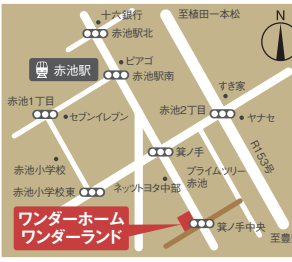 十六銀行
至植田一本松
N
赤池駅北
ピアゴ
赤池駅
赤池駅南
すき家
赤池1丁目
赤池2丁目
セブンイレブン
ヤナセ
箕ノ手
R153号
赤池小学校
プライムツリー
赤池
赤池小学校東
ネッツトヨタ中部
ワンダーホーム
ワンダーランド
箕ノ手中央
至豊